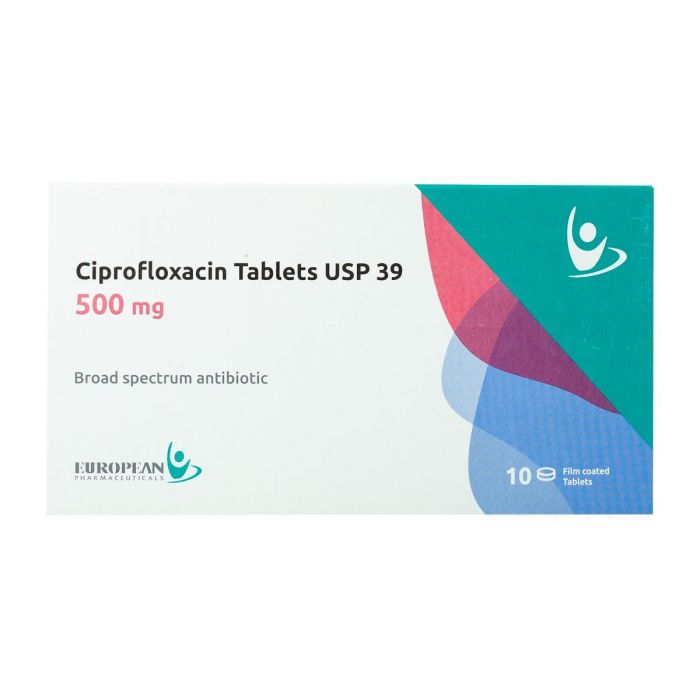 Ciprofloxacin Tablets USP 39
500 mg
Broad spectrum antibiotic
EUROPEAN
PHARMACEUTICALS
10 Film coated
Tablets